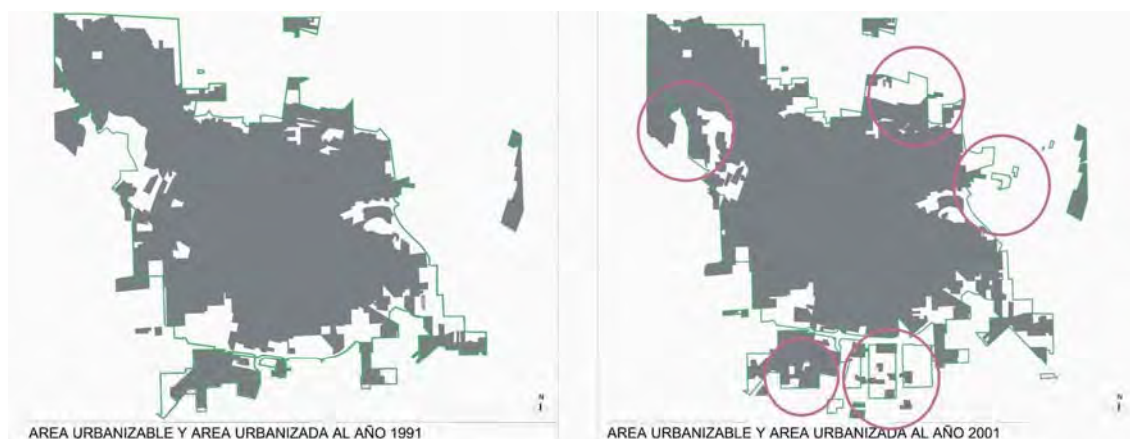 N
AREA URBANIZABLE Y AREA URBANIZADA AL AÑO 1991
N
AREA URBANIZABLE Y AREA URBANIZADA AL AÑO 2001